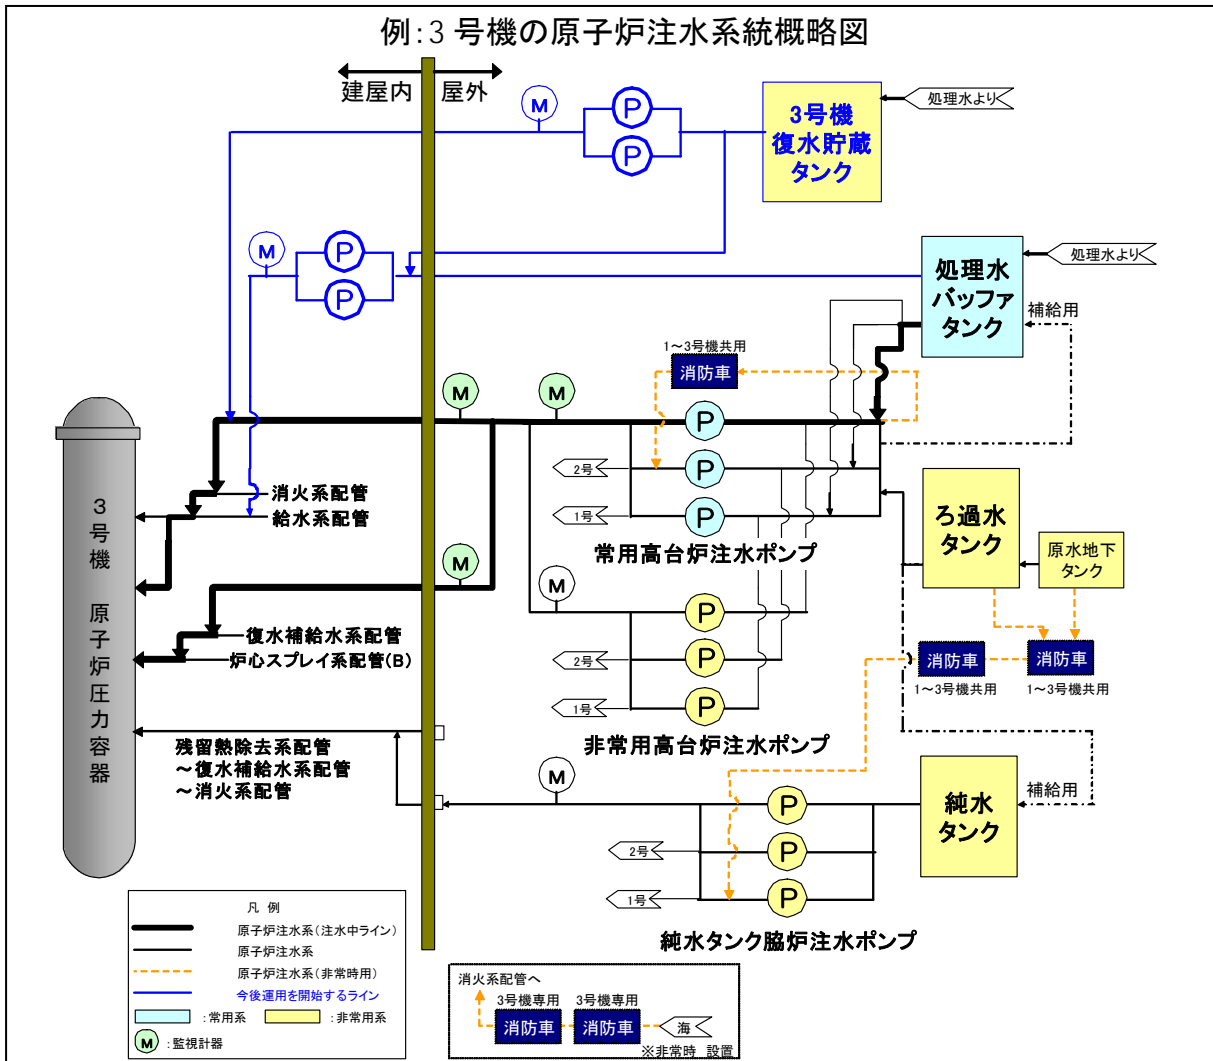 例:3 号機の原子炉注水系統概略図
建屋内
屋外
処理水より
M
P
P
3号機
復水貯蔵
タンク
M
P
P
処理水より
処理水
バッファ
タンク
補給用
1～3号機共用
消防車
M
M
P
2号
P
1号
P
常用高台炉注水ポンプ
消火系配管
給水系配管
3号機 原子炉圧力容器
ろ過水
タンク
原水地下
タンク
M
M
P
2号
P
1号
P
非常用高台炉注水ポンプ
復水補給水系配管
炉心スプレイ系配管(B)
消防車
1～3号機共用
消防車
1～3号機共用
残留熱除去系配管
～復水補給水系配管
～消火系配管
M
P
2号
P
1号
P
純水タンク脇炉注水ポンプ
純水
タンク
補給用
凡 例
原子炉注水系(注水中ライン)
原子炉注水系
原子炉注水系(非常時用)
今後運用を開始するライン
:常用系
:非常用系
M :監視計器
消火系配管へ
3号機専用
3号機専用
消防車
消防車
海
※非常時 設置